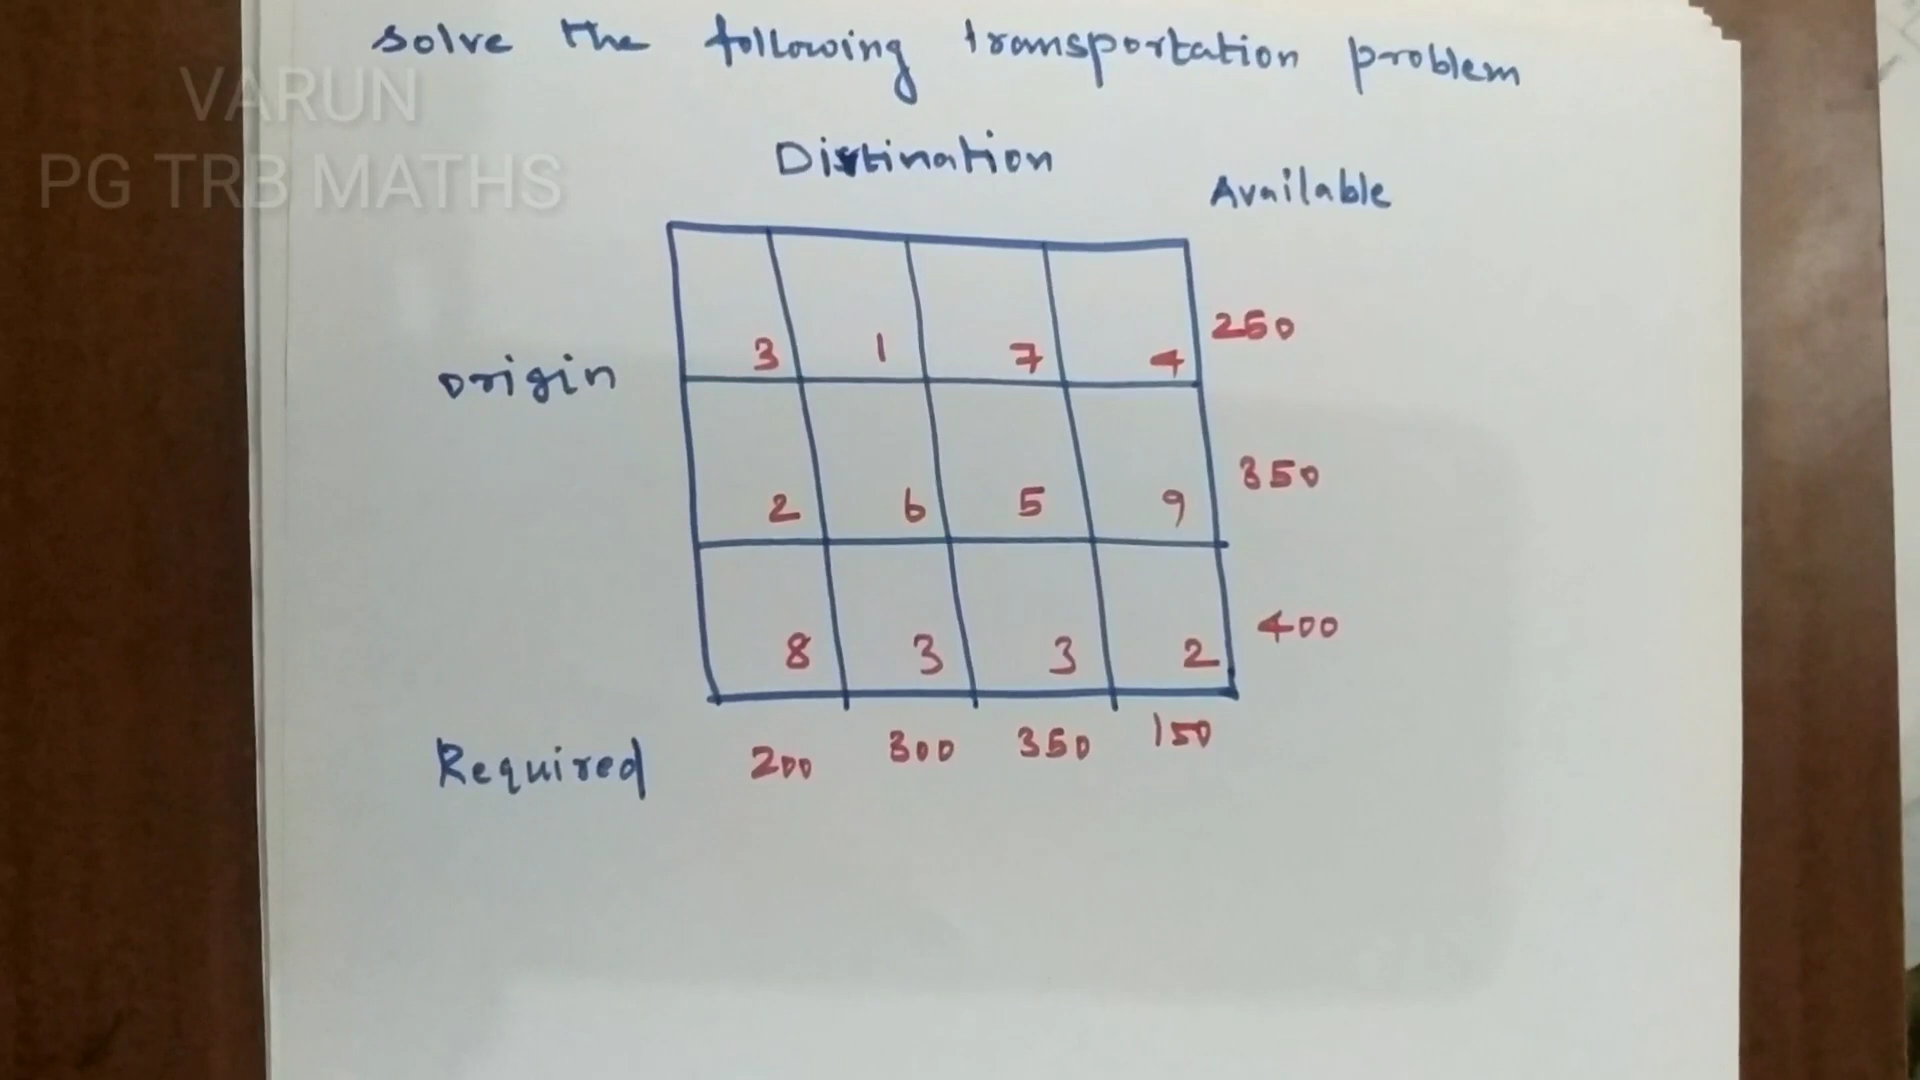 solve the following transportation problem
VARUN
PG TRB MATHS
Distination
Available
3 1 7 4 250
origin
2 6 5 9 350
8 3 3 2 400
Required 200 300 350 150